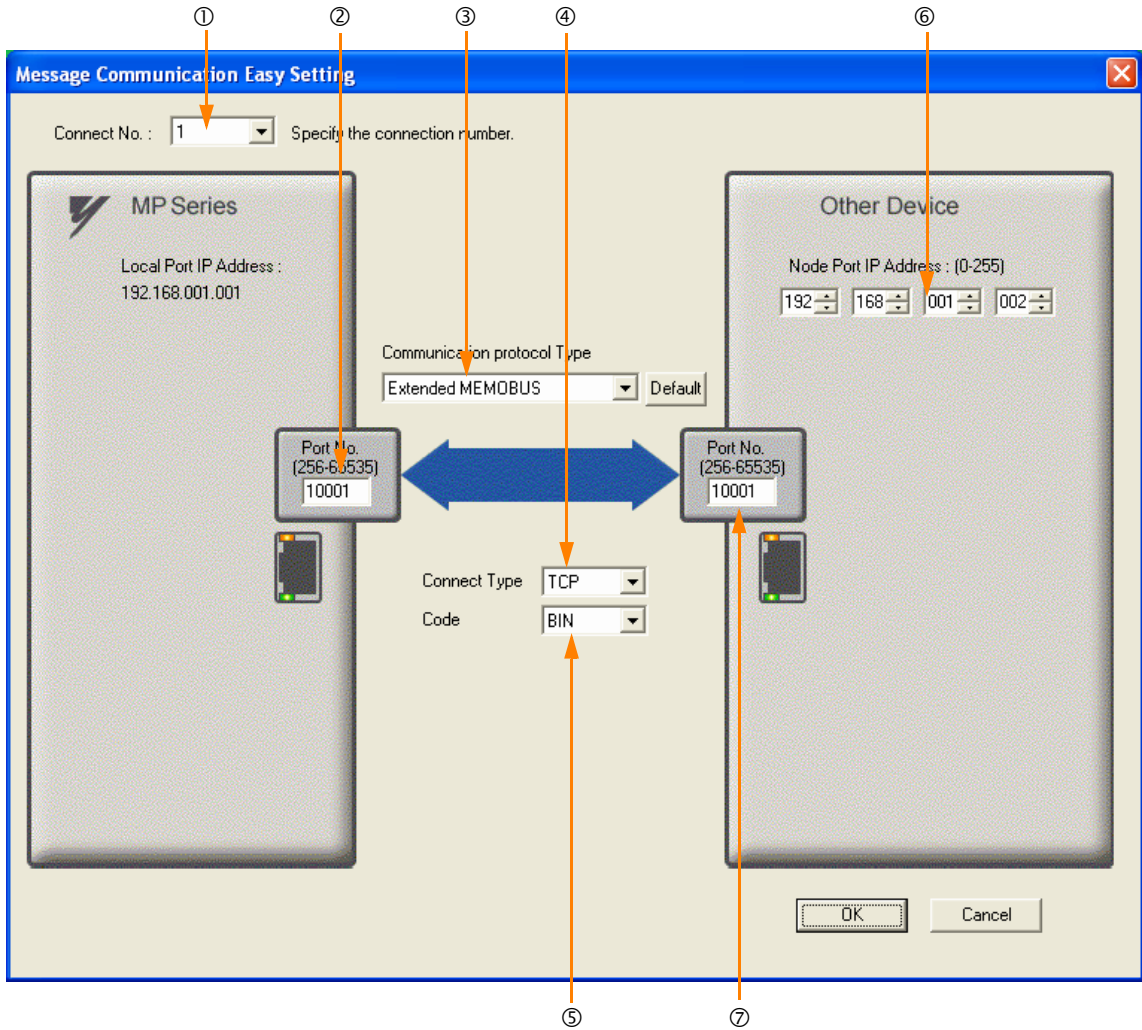 ① ② ③ ④ ⑥
Message Communication Easy Setting
Connect No. : 1 Specify the connection number.
MP Series
Local Port IP Address :
192.168.001.001
Other Device
Node Port IP Address : (0-255)
192 168 001 002
Communication protocol Type
Extended MEMOBUS Default
Port No.
(256-65535)
10001
Port No.
(256-65535)
10001
Connect Type TCP
Code BIN
OK Cancel
⑤ ⑦